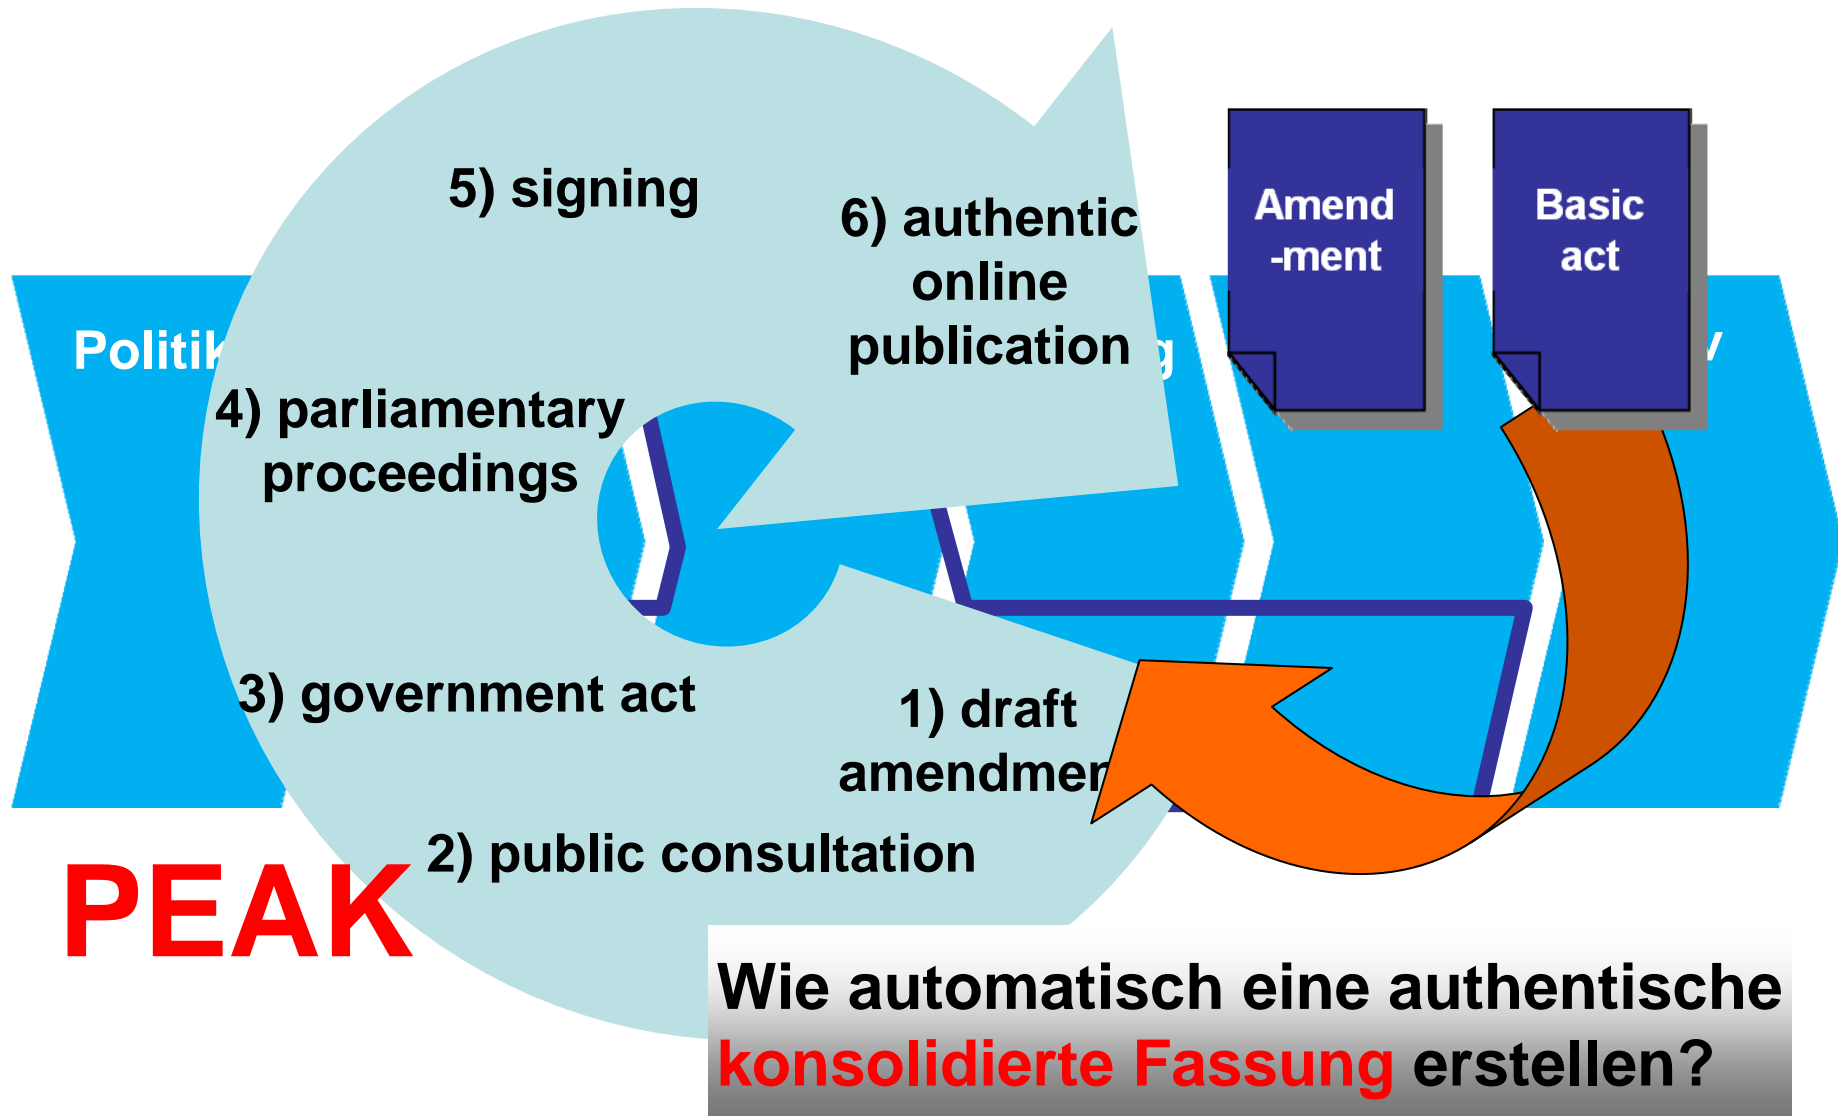 5) signing
6) authentic
online
publication
Amend
-ment
Basic
act
Politik
4) parliamentary
proceedings
3) government act
1) draft
amendmen
2) public consultation
PEAK
Wie automatisch eine authentische
konsolidierte Fassung erstellen?